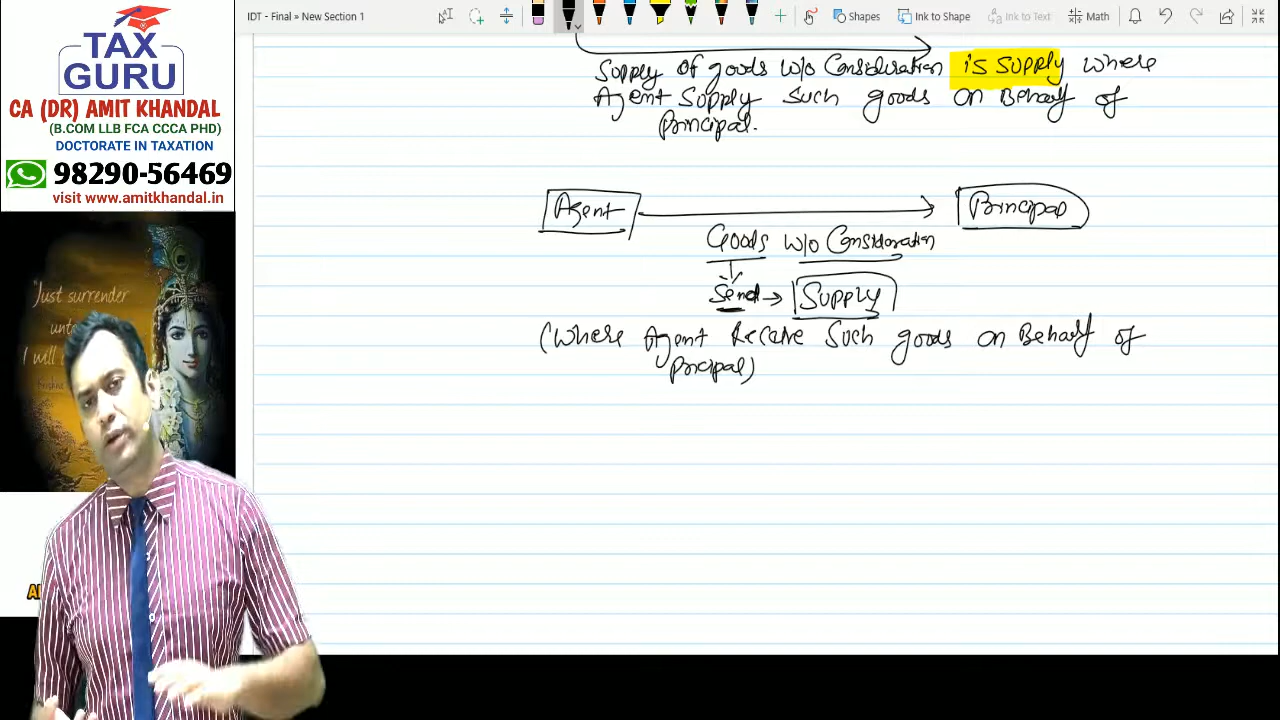 IDT - Final » New Section 1
Shapes
Ink to Shape
Ink to Text
Math
TAX
GURU
CA (DR) AMIT KHANDAL
(B.COM LLB FCA CCCA PHD)
DOCTORATE IN TAXATION
98290-56469
visit www.amitkhandal.in
Supply of goods w/o Consideration is supply where
Agent Supply such goods on Behalf of
Principal.
Agent
Principal
Goods w/o Consideration
Send → Supply
(where Agent Receive such goods on Behalf of
Principal)
"Just surrender
unto
I will